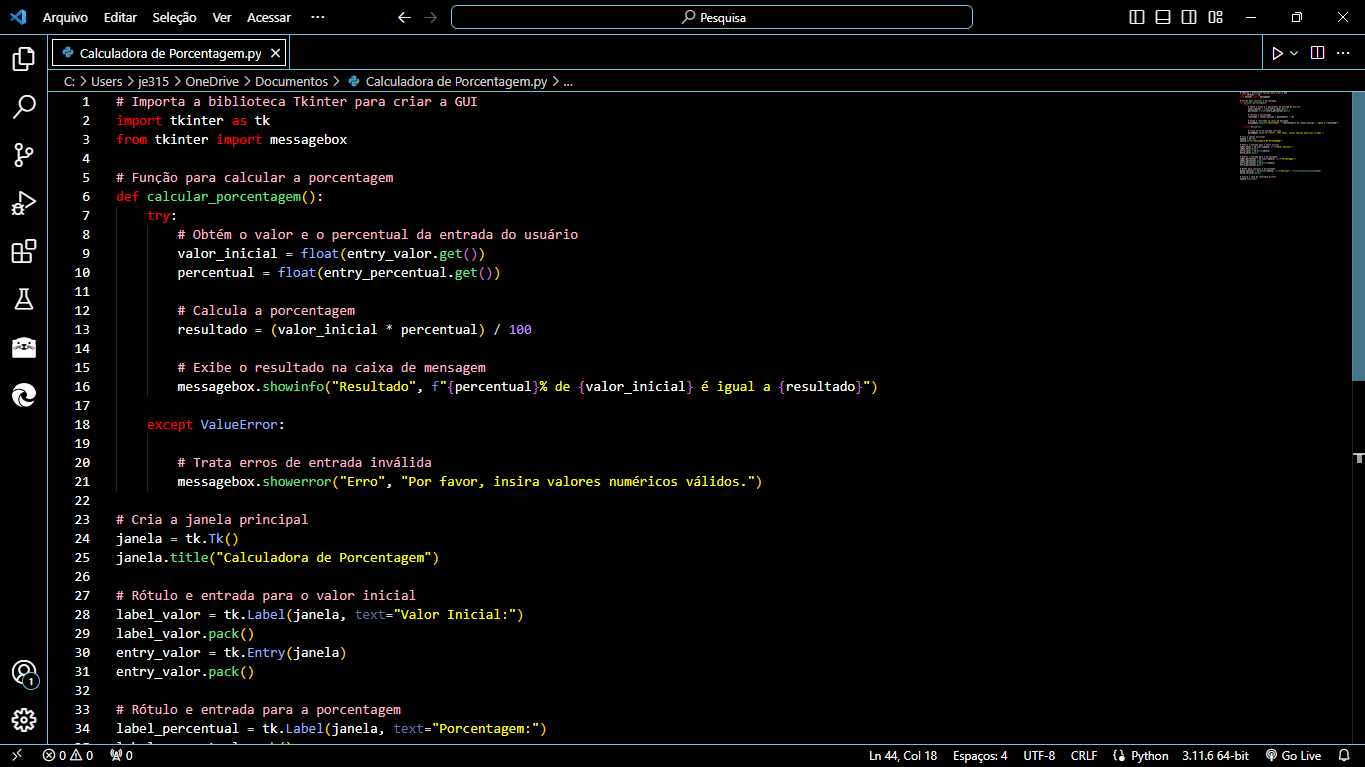 Arquivo Editar Seleção Ver Acessar ··· Pesquisa
Calculadora de Porcentagem.py
C: > Users > je315 > OneDrive > Documentos > Calculadora de Porcentagem.py > ...
1 # Importa a biblioteca Tkinter para criar a GUI
2 import tkinter as tk
3 from tkinter import messagebox
4
5 # Função para calcular a porcentagem
6 def calcular_porcentagem():
7 try:
8 # Obtém o valor e o percentual da entrada do usuário
9 valor_inicial = float(entry_valor.get())
10 percentual = float(entry_percentual.get())
11
12 # Calcula a porcentagem
13 resultado = (valor_inicial * percentual) / 100
14
15 # Exibe o resultado na caixa de mensagem
16 messagebox.showinfo("Resultado", f"{percentual}% de {valor_inicial} é igual a {resultado}")
17
18 except ValueError:
19
20 # Trata erros de entrada inválida
21 messagebox.showerror("Erro", "Por favor, insira valores numéricos válidos.")
22
23 # Cria a janela principal
24 janela = tk.Tk()
25 janela.title("Calculadora de Porcentagem")
26
27 # Rótulo e entrada para o valor inicial
28 label_valor = tk.Label(janela, text="Valor Inicial:")
29 label_valor.pack()
30 entry_valor = tk.Entry(janela)
31 entry_valor.pack()
32
33 # Rótulo e entrada para a porcentagem
34 label_percentual = tk.Label(janela, text="Porcentagem:")
1
0 0 0 Ln 44, Col 18 Espaços: 4 UTF-8 CRLF Python 3.11.6 64-bit Go Live